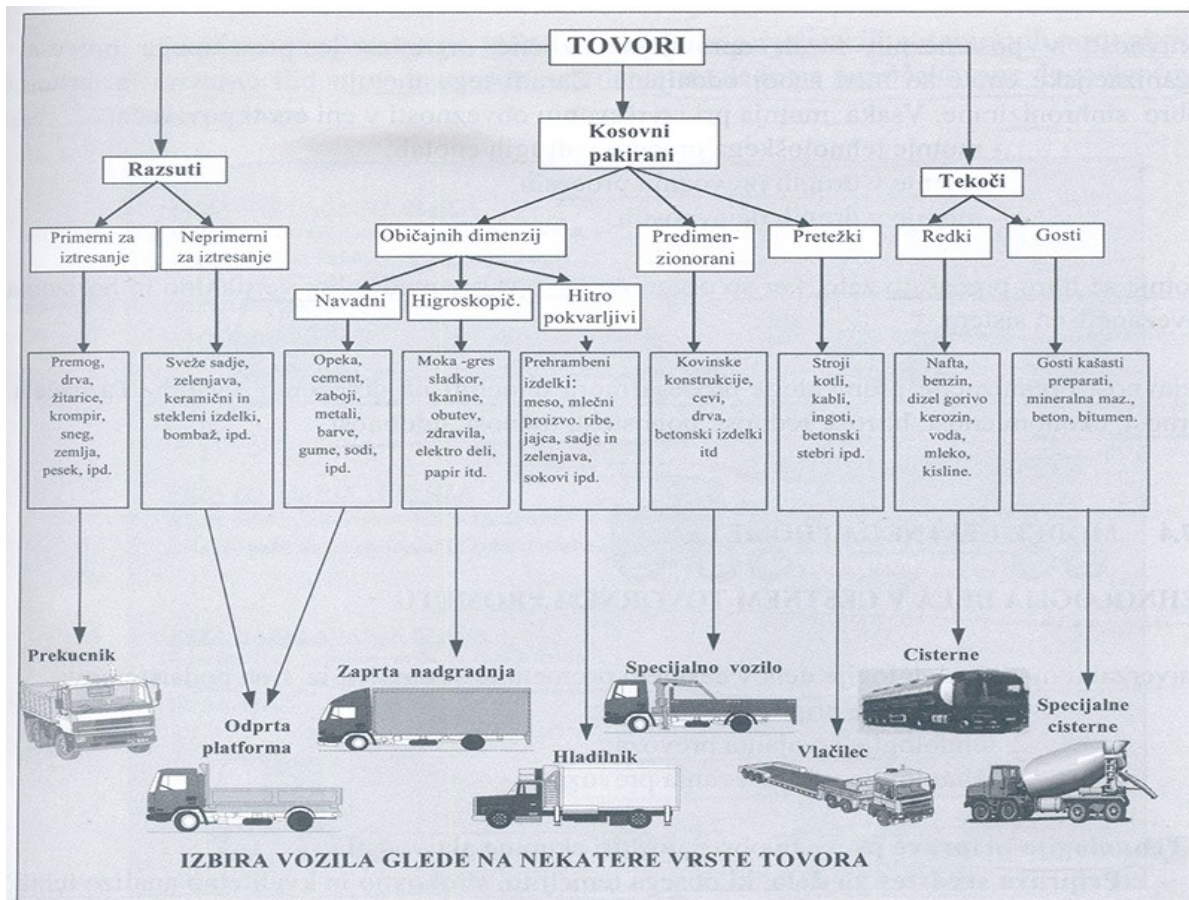 TOVORI
Razsuti
Kosovni
pakirani
Tekoči
Primerni za
iztresanje
Neprimerni
za iztresanje
Običajnih dimenzij
Predimen-
zionorani
Pretežki
Redki
Gosti
Navadni
Higroskopič.
Hitro
pokvarljivi
Premog,
drva,
žitarice,
krompir,
sneg,
zemlja,
pesek, ipd.
Sveže sadje,
zelenjava,
keramični in
stekleni izdelki,
bombaž, ipd.
Opeka,
cement,
zaboji,
metali,
barve,
gume, sodi,
ipd.
Moka -gres
sladkor,
tkanine,
obutev,
zdravila,
elektro deli,
papir itd.
Prehrambeni
izdelki:
meso, mlečni
proizvod, ribe,
jajca, sadje in
zelenjava,
sokovi ipd.
Kovinske
konstrukcije,
cevi,
drva,
betonski izdelki
itd
Stroji
kotli,
kabli,
ingoti,
betonski
stebri ipd.
Nafta,
benzin
dizel gorivo
kerozin,
voda,
mleko,
kisline.
Gosti kašasti
preparati,
mineralna maz.,
beton, bitumen.
Prekucnik
Odprta
platforma
Zaprta nadgradnja
Hladilnik
Specijalno vozilo
Vlačilec
Cisterne
Specijalne
cisterne
IZBIRA VOZILA GLEDE NA NEKATERE VRSTE TOVORA